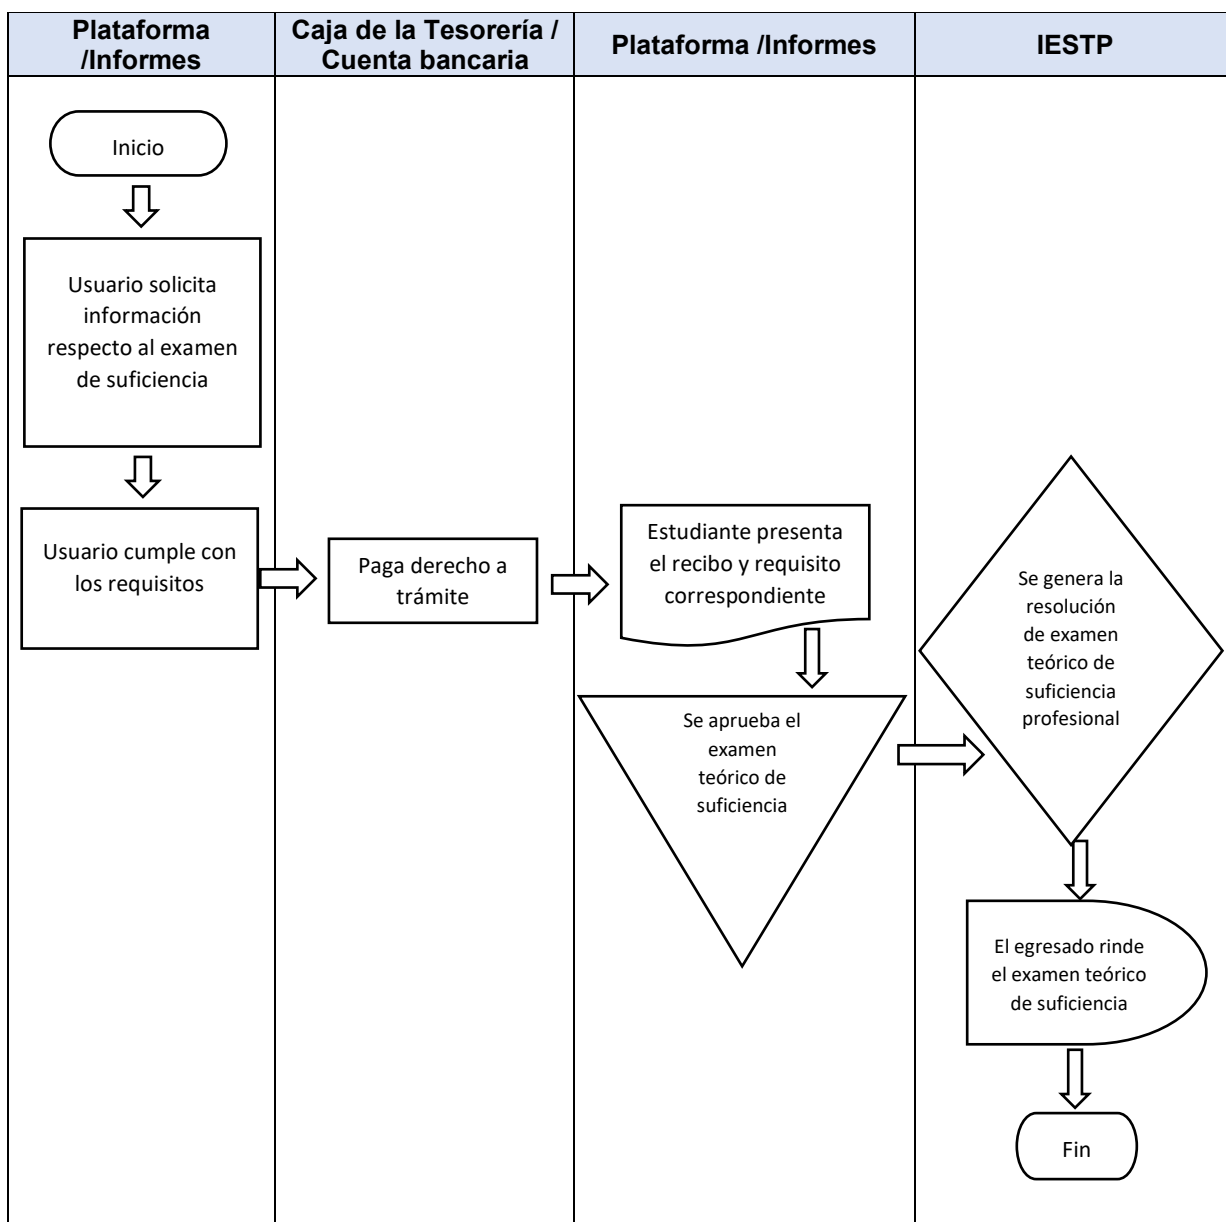 Plataforma
/Informes
Caja de la Tesorería /
Cuenta bancaria
Plataforma /Informes
IESTP
Inicio
Usuario solicita
información
respecto al examen
de suficiencia
Usuario cumple con
los requisitos
Paga derecho a
trámite
Estudiante presenta
el recibo y requisito
correspondiente
Se aprueba el
examen
teórico de
suficiencia
Se genera la
resolución
de examen
teórico de
suficiencia
profesional
El egresado rinde
el examen teórico
de suficiencia
Fin